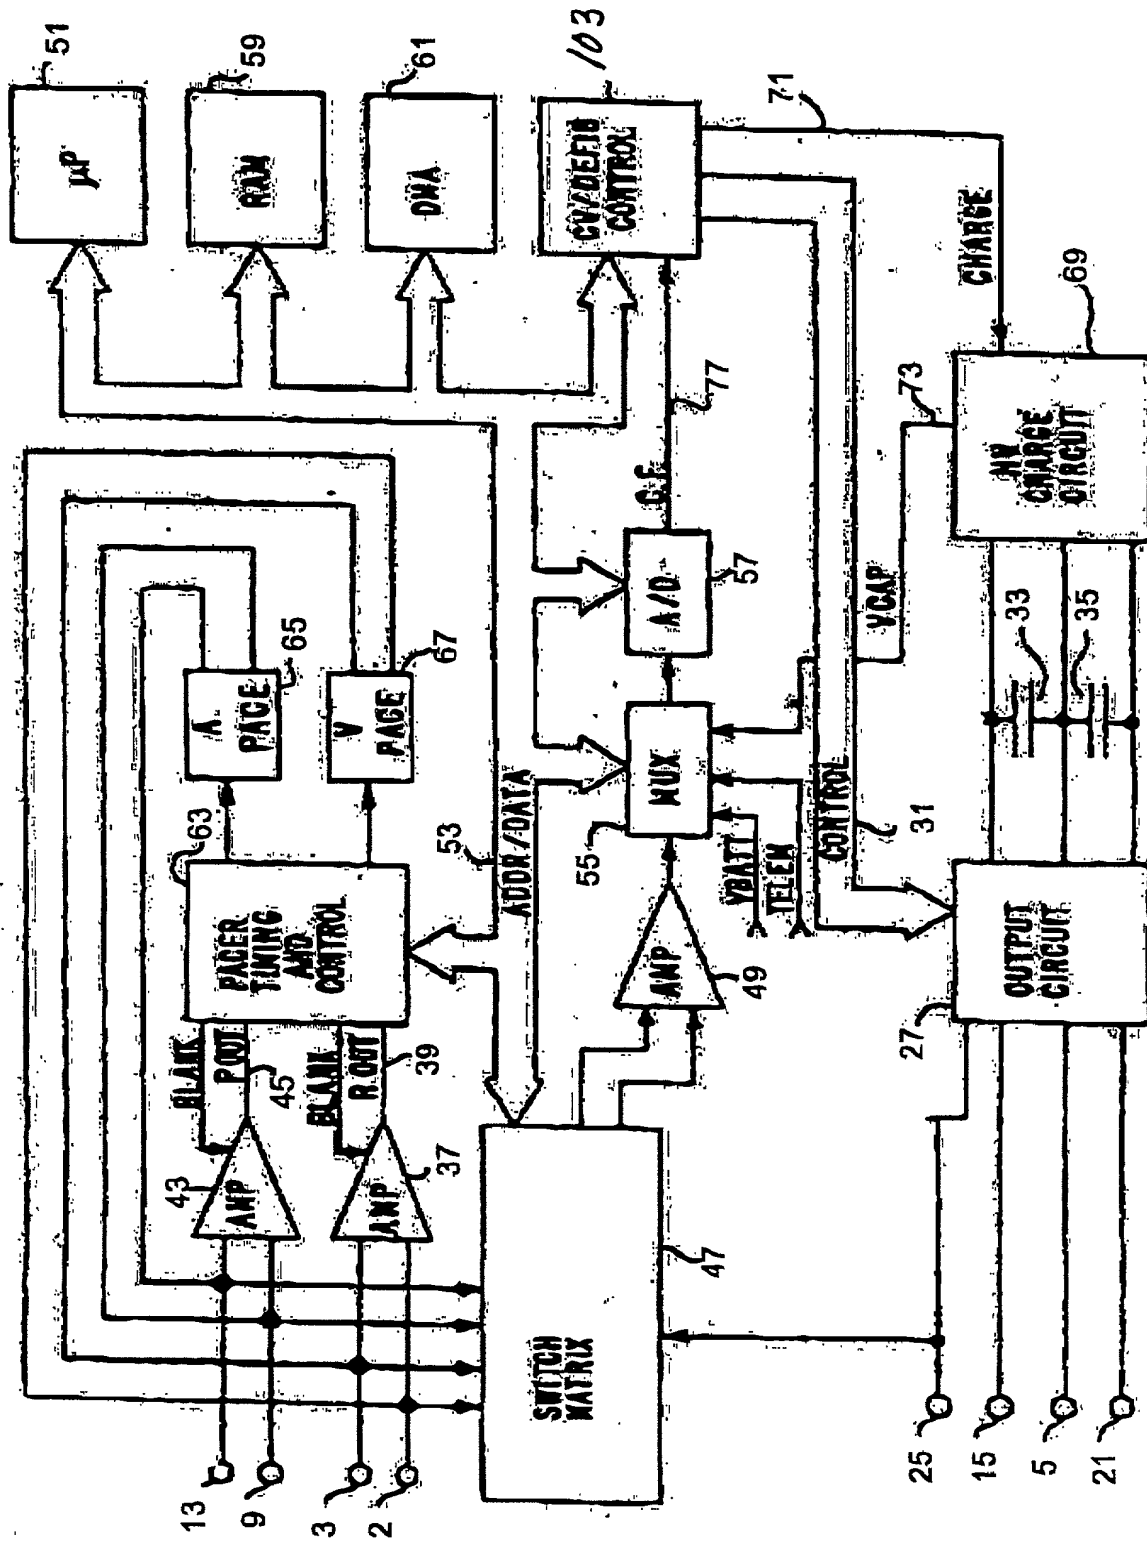 51
μP
59
RAM
61
DMA
103
CV/DEFIB
CONTROL
71
CHARGE
69
73
HV
CHARGE
CIRCUIT
77
G.F.
57
A/D
VCAP
33
35
65
A
PACE
67
V
PACE
63
PACER
TIMING
AND
CONTROL
53
ADDR/DATA
55
MUX
VBATT
TELEM
CONTROL
31
AMP
49
27
OUTPUT
CIRCUIT
BLANK
P OUT
45
BLANK
R OUT
39
43
AMP
37
AMP
47
SWITCH
MATRIX
13
9
3
2
25
15
5
21